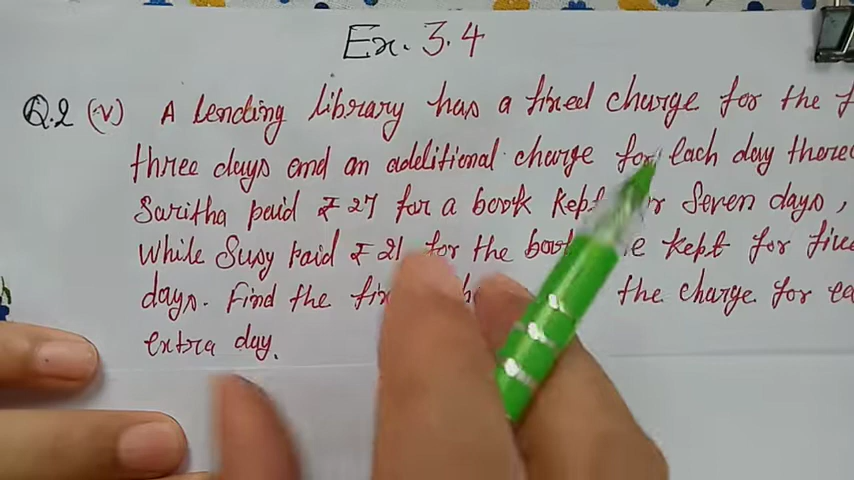 Ex. 3.4
Q.2 (v) A lending library has a fixed charge for the
three days and an additional charge for each day
Saritha paid ₹ 27 for a book Seven days,
while Susy paid ₹ 21 for the kept for five
days. Find the the charge for
extra day.